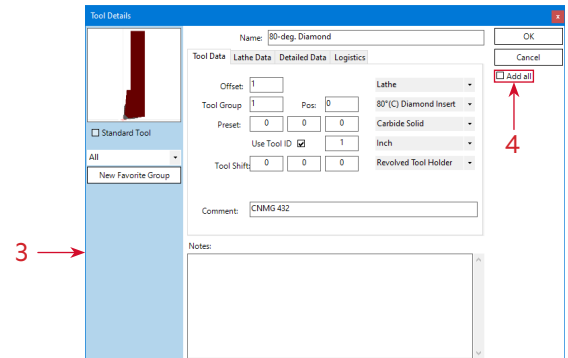 Tool Details
x
Name: 80-deg. Diamond
OK
Cancel
Add all
Tool Data Lathe Data Detailed Data Logistics
Offset: 1 Lathe
Tool Group 1 Pos: 0 80°(C) Diamond Insert
Preset: 0 0 0 Carbide Solid
Use Tool ID 1 Inch
Tool Shift: 0 0 0 Revolved Tool Holder
Comment: CNMG 432
Standard Tool
All
New Favorite Group
Notes:
3
4